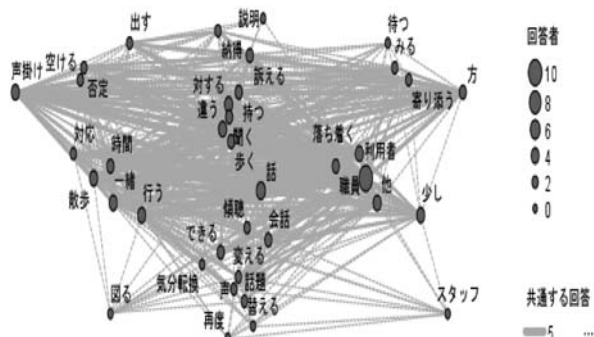 出す
説明
待つ
納得
みる
空ける
訴える
声掛け
否定
対する
寄り添う
方
違う
持つ
聞く
落ち着く
対応
時間
歩く
利用者
一緒
話
職員
他
散歩
行う
傾聴
少し
できる
会話
変える
気分転換
声
話題
図る
替える
スタッフ
再度
回答者
10
8
6
4
2
0
共通する回答
5
...